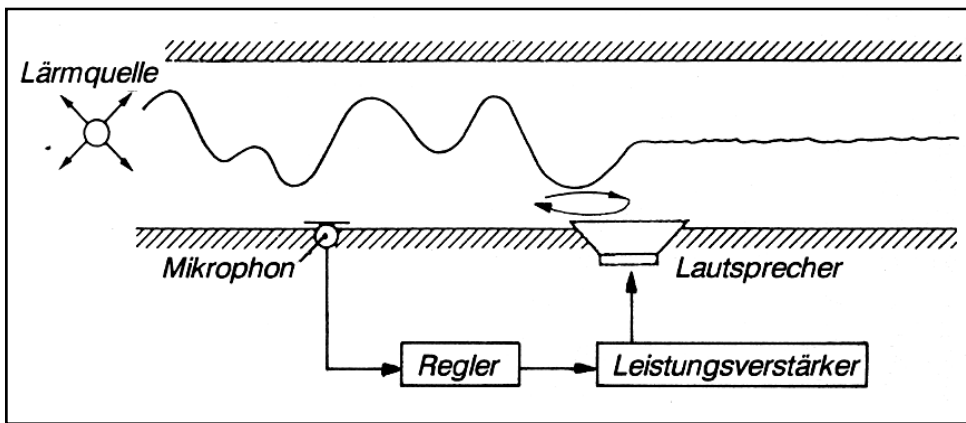 Lärmquelle
Mikrophon
Lautsprecher
Regler
Leistungsverstärker